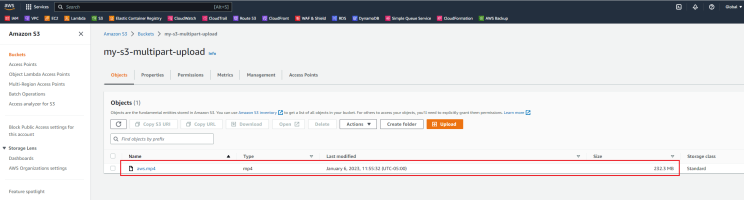 aws Services Search [Alt+S] Global
IAM VPC EC2 Lambda S3 Elastic Container Registry CloudWatch CloudTrail Route 53 CloudFront WAF & Shield RDS DynamoDB Simple Queue Service CloudFormation AWS Backup
Amazon S3
Buckets
Access Points
Object Lambda Access Points
Multi-Region Access Points
Batch Operations
Access analyzer for S3
Block Public Access settings for
this account
Storage Lens
Dashboards
AWS Organizations settings
Feature spotlight
Amazon S3 > Buckets > my-s3-multipart-upload
my-s3-multipart-upload Info
Objects Properties Permissions Metrics Management Access Points
Objects (1)
Objects are the fundamental entities stored in Amazon S3. You can use Amazon S3 inventory to get a list of all objects in your bucket. For others to access your objects, you'll need to explicitly grant them permissions. Learn more
Copy S3 URI Copy URL Download Open Delete Actions Create folder Upload
Find objects by prefix
Name Type Last modified Size Storage class
aws.mp4 mp4 January 6, 2023, 11:55:32 (UTC-05:00) 232.3 MB Standard